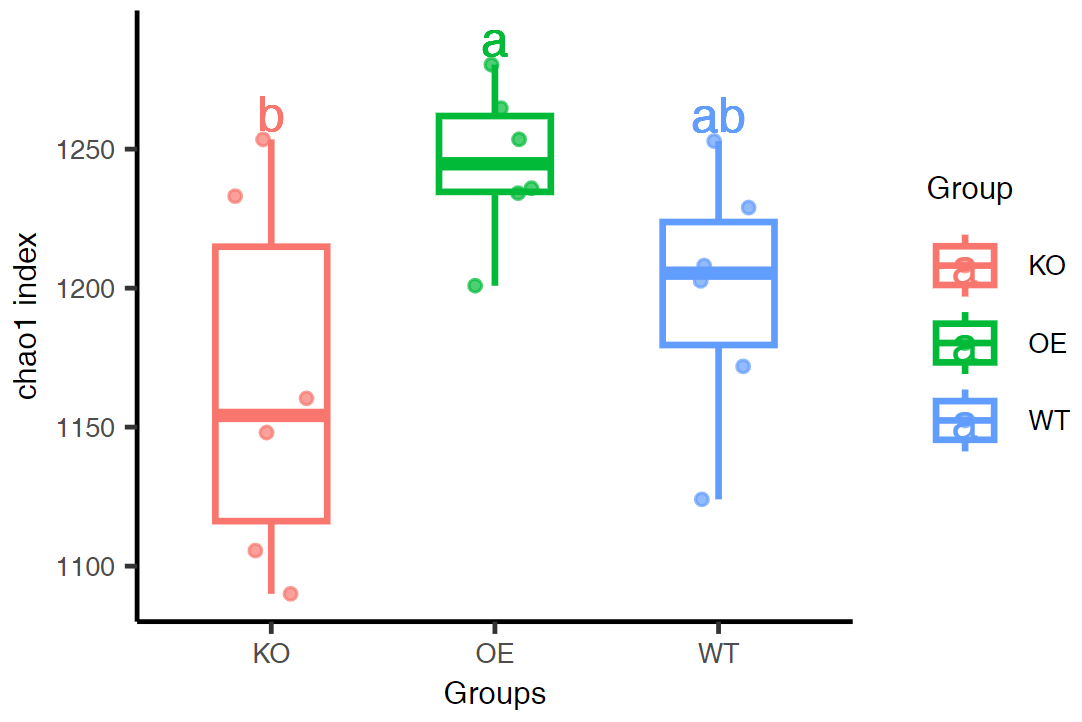 a
b
ab
1250
1200
1150
1100
chao1 index
KO
OE
WT
Groups
Group
a
KO
a
OE
a
WT